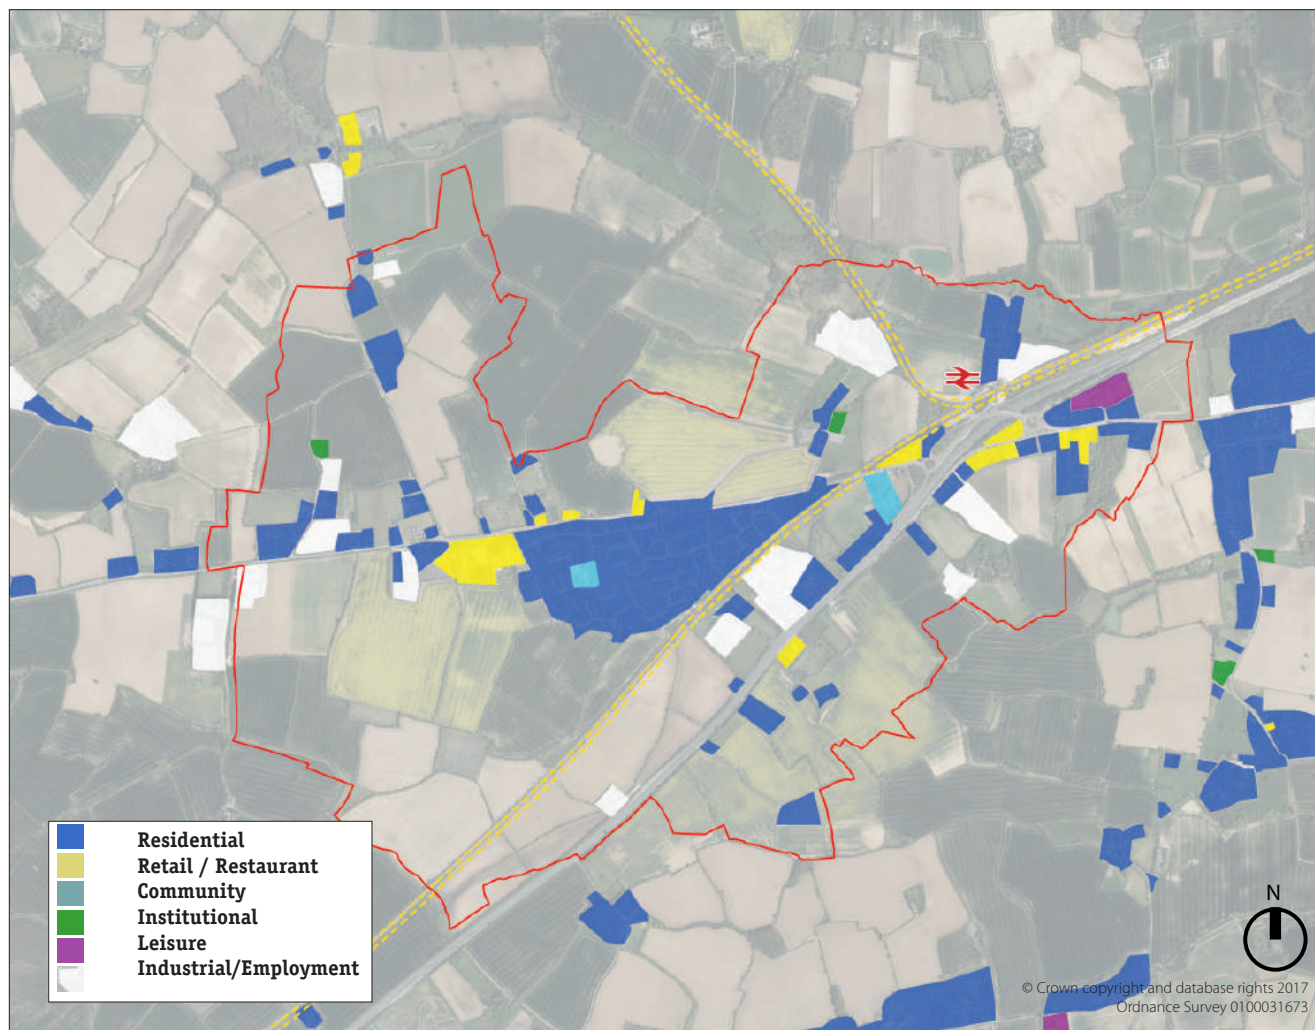 Residential
Retail / Restaurant
Community
Institutional
Leisure
Industrial/Employment
N
© Crown copyright and database rights 2017
Ordnance Survey 0100031673